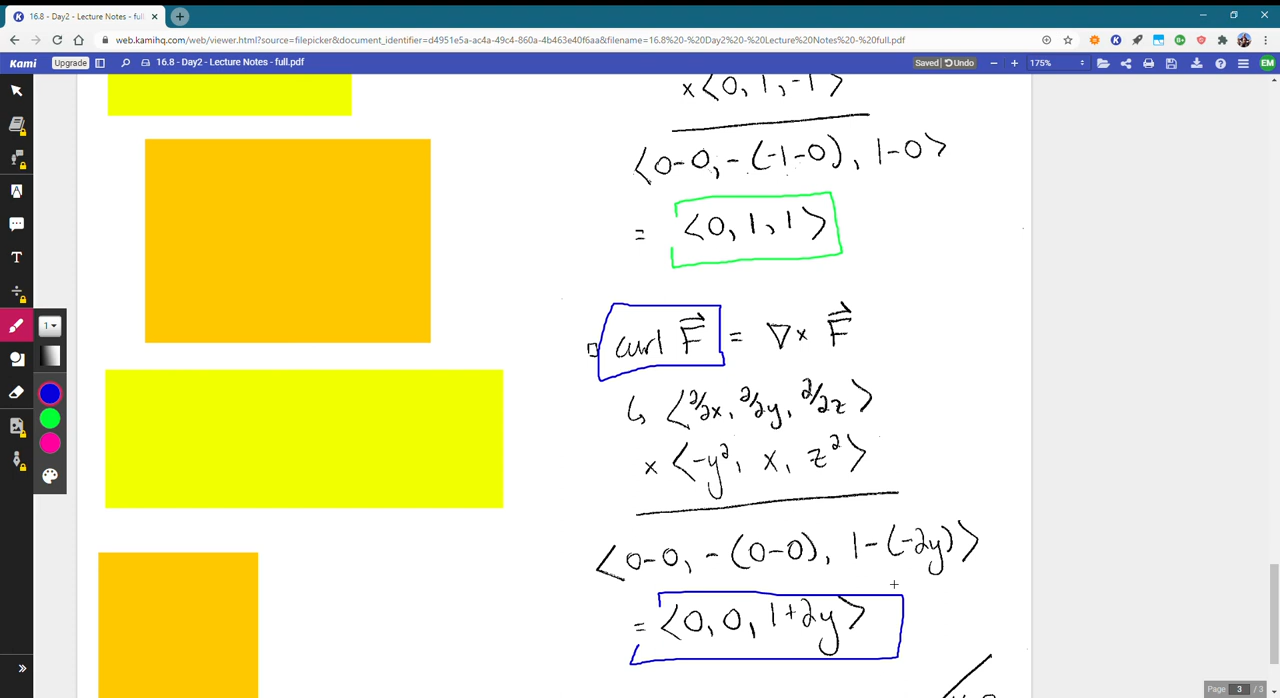 16.8 - Day2 - Lecture Notes - full
web.kamihq.com/web/viewer.html?source=filepicker&document_identifier=d4951e5a-ac4a-49c4-860a-4b463e40f6aa&filename=16.8%20-%20Day2%20-%20Lecture%20Notes%20-%20full.pdf
Kami Upgrade 16.8 - Day2 - Lecture Notes - full.pdf Saved Undo 175% EM
x ⟨0, 1, -1⟩
⟨0-0, -(-1-0), 1-0⟩
= ⟨0, 1, 1⟩
curl F⃗ = ∇× F⃗
↳ ⟨∂/∂x, ∂/∂y, ∂/∂z⟩
x ⟨-y², x, z²⟩
⟨0-0, -(0-0), 1-(-2y)⟩
= ⟨0, 0, 1+2y⟩
T
1
Page 3 / 3